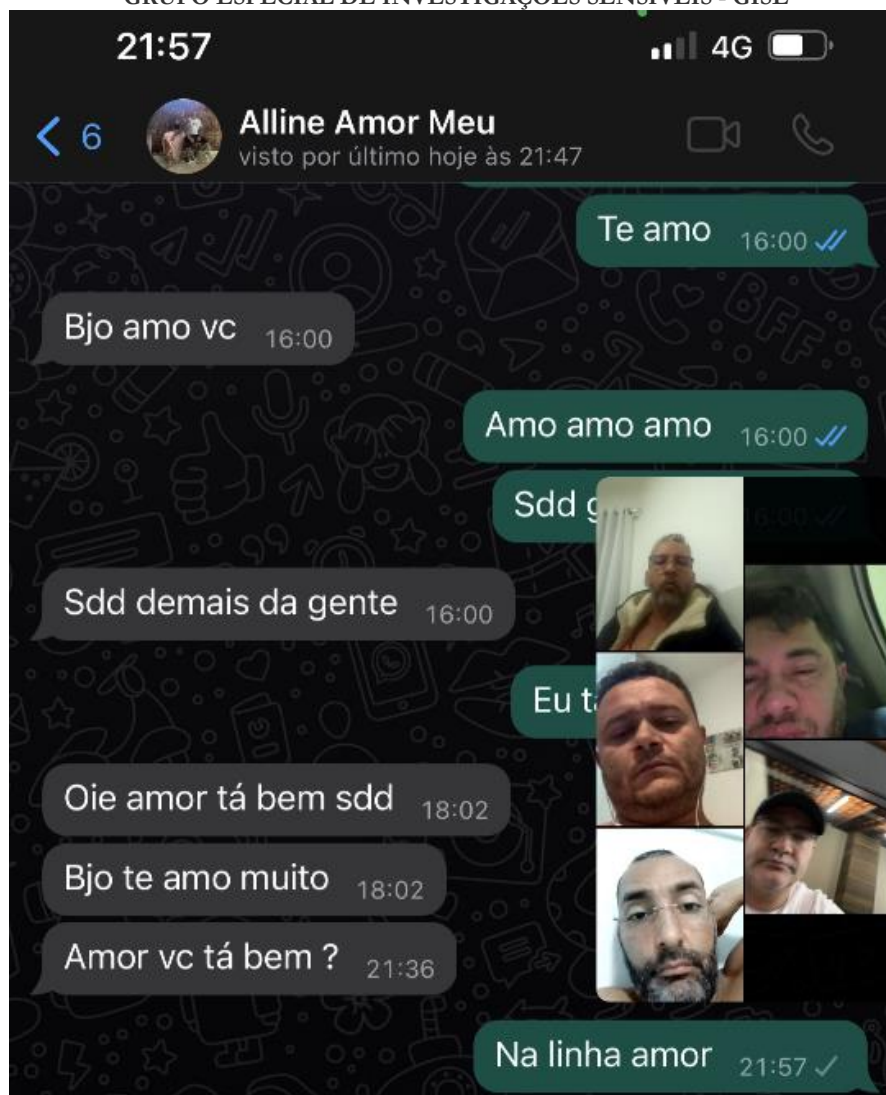 GRUPO ESPECIAL DE INVESTIGAÇÕES SENSÍVEIS - GISE
21:57
4G
6
Alline Amor Meu
visto por último hoje às 21:47
Te amo 16:00
Bjo amo vc 16:00
Amo amo amo 16:00
Sdd 16:00
Sdd demais da gente 16:00
Eu
Oie amor tá bem sdd 18:02
Bjo te amo muito 18:02
Amor vc tá bem ? 21:36
Na linha amor 21:57